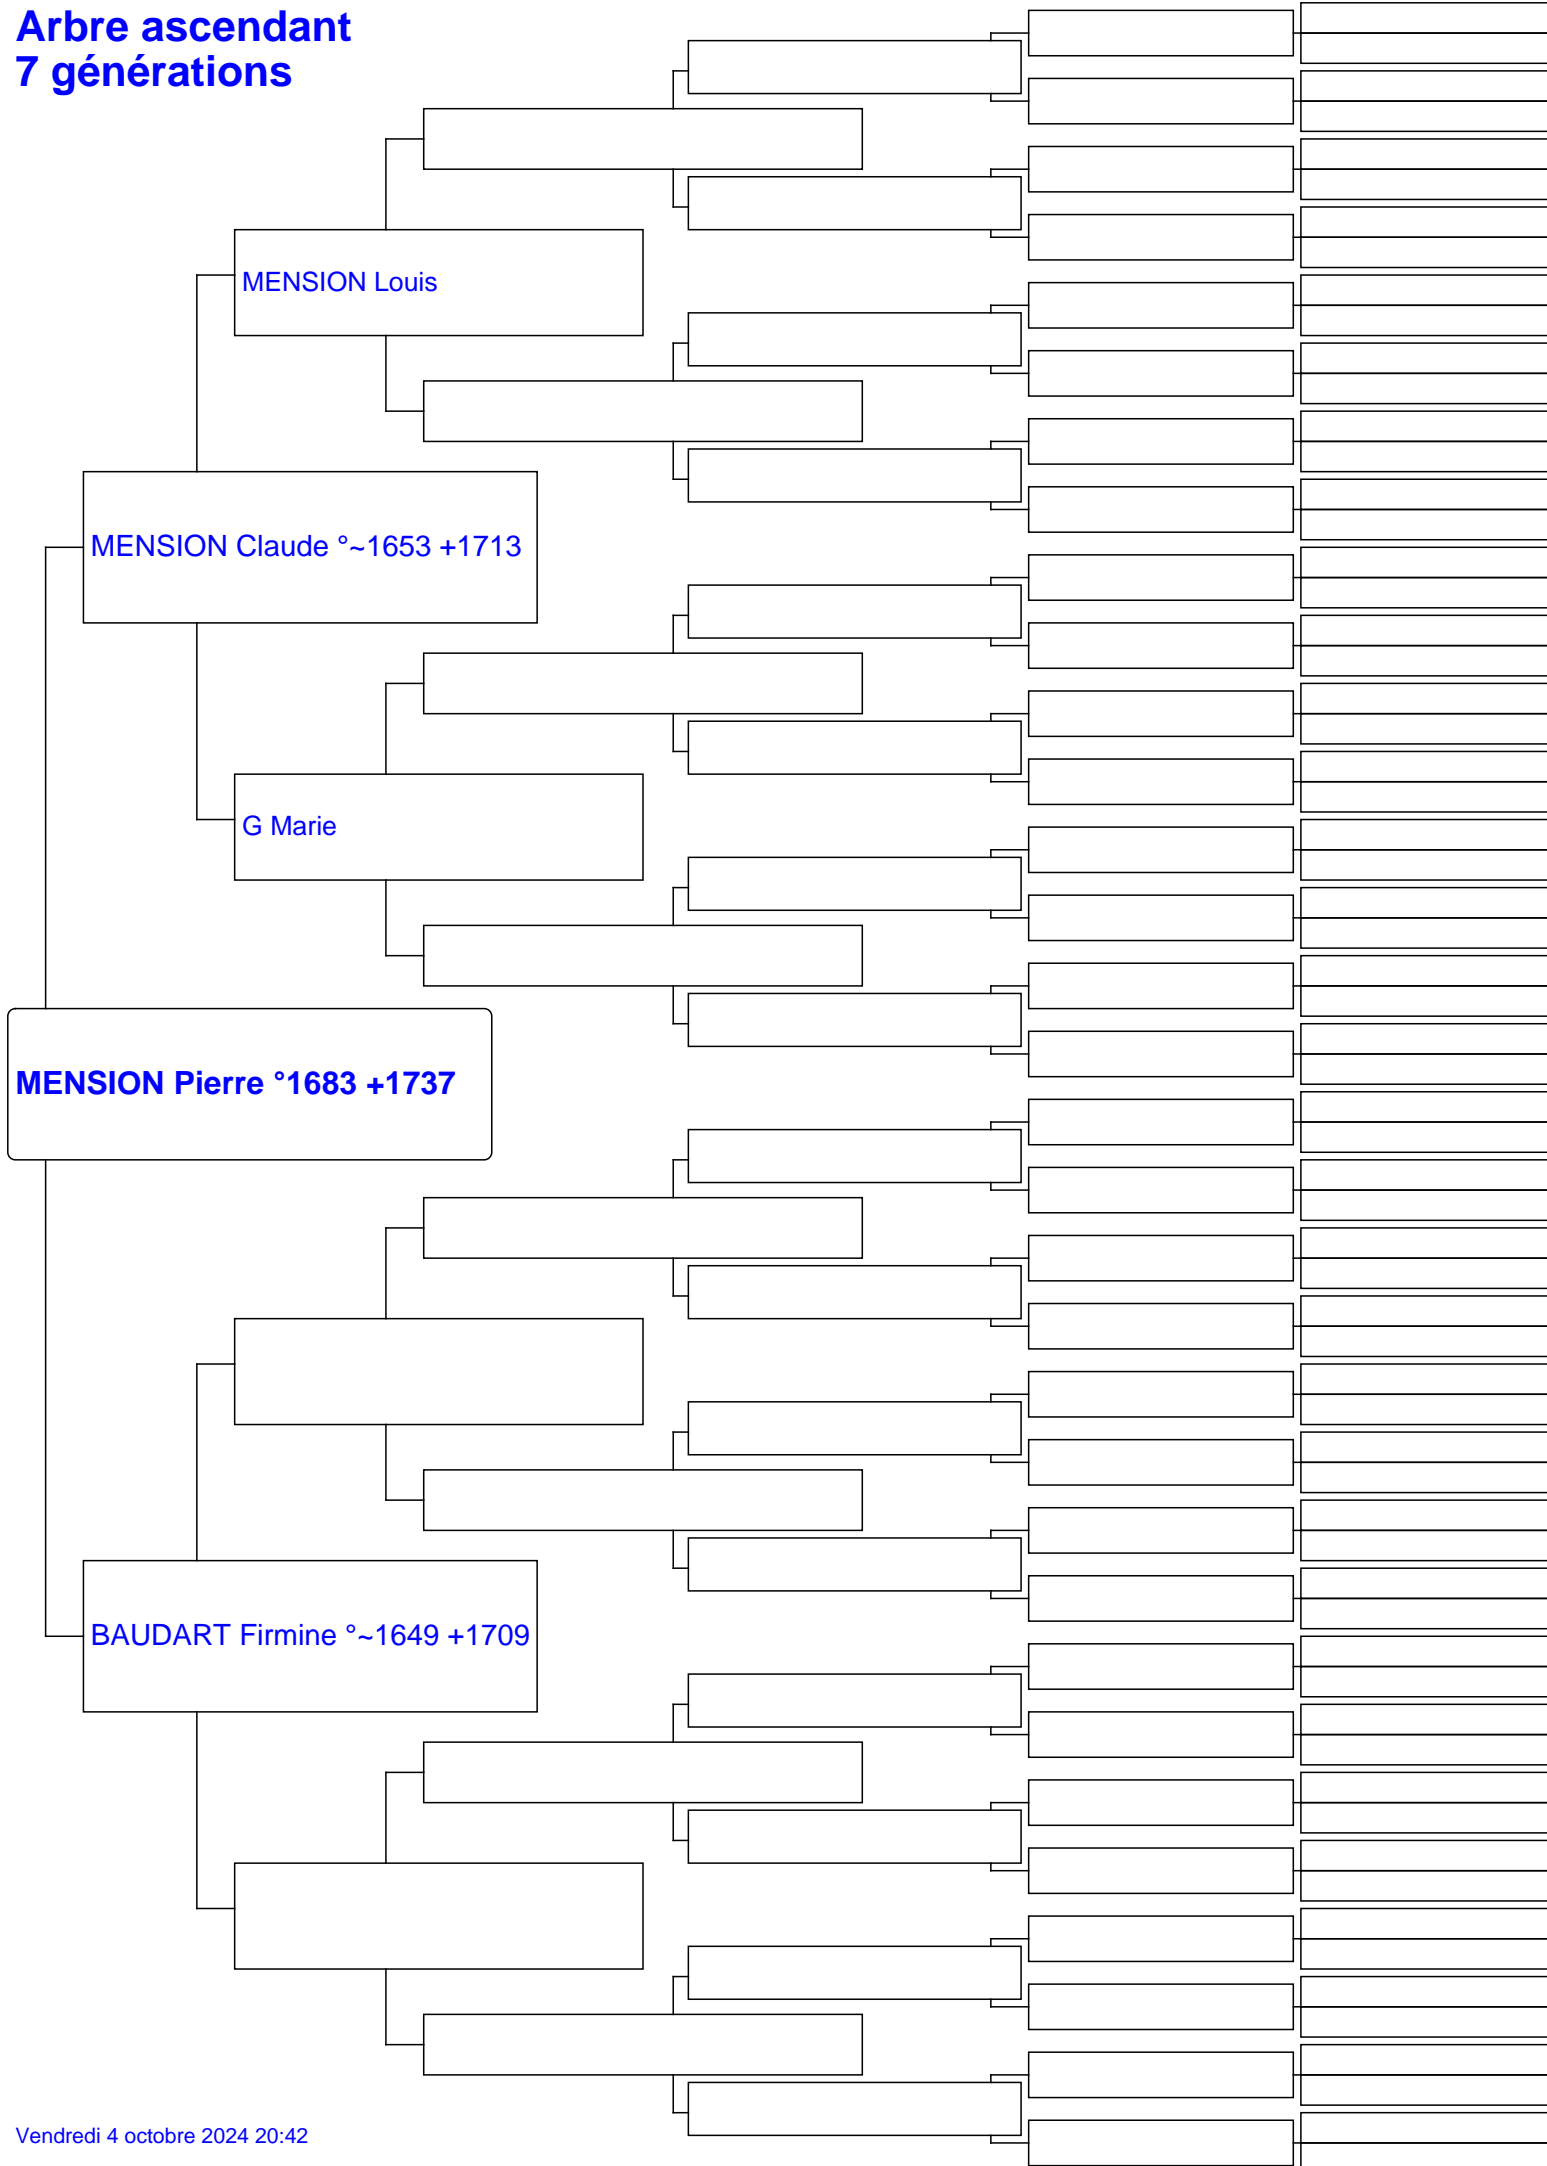 Arbre ascendant
7 générations
MENSION Louis
MENSION Claude °~1653 +1713
G Marie
MENSION Pierre °1683 +1737
BAUDART Firmine °~1649 +1709
Vendredi 4 octobre 2024 20:42